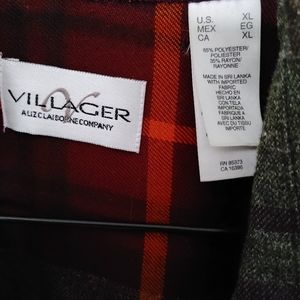 VILLAGER
A LIZ CLAIBORNE COMPANY
U.S. XL
MEX EG
CA XL
65% POLYESTER/
POLIESTER
35% RAYON/
RAYONNE
MADE IN SRI LANKA
WITH IMPORTED
FABRIC
HECHO EN
SRI LANKA
CON TELA
IMPORTADA
FABRIQUÉ AU
SRI LANKA
AVEC DU TISSU
IMPORTÉ
RN 85373
CA 16395